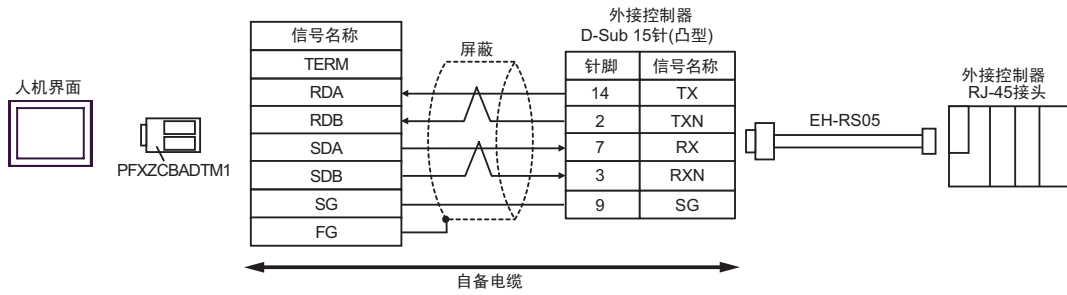 人机界面
PFXZCBADTM1
信号名称
TERM
RDA
RDB
SDA
SDB
SG
FG
屏蔽
外接控制器
D-Sub 15针(凸型)
针脚 信号名称
14 TX
2 TXN
7 RX
3 RXN
9 SG
EH-RS05
外接控制器
RJ-45接头
自备电缆